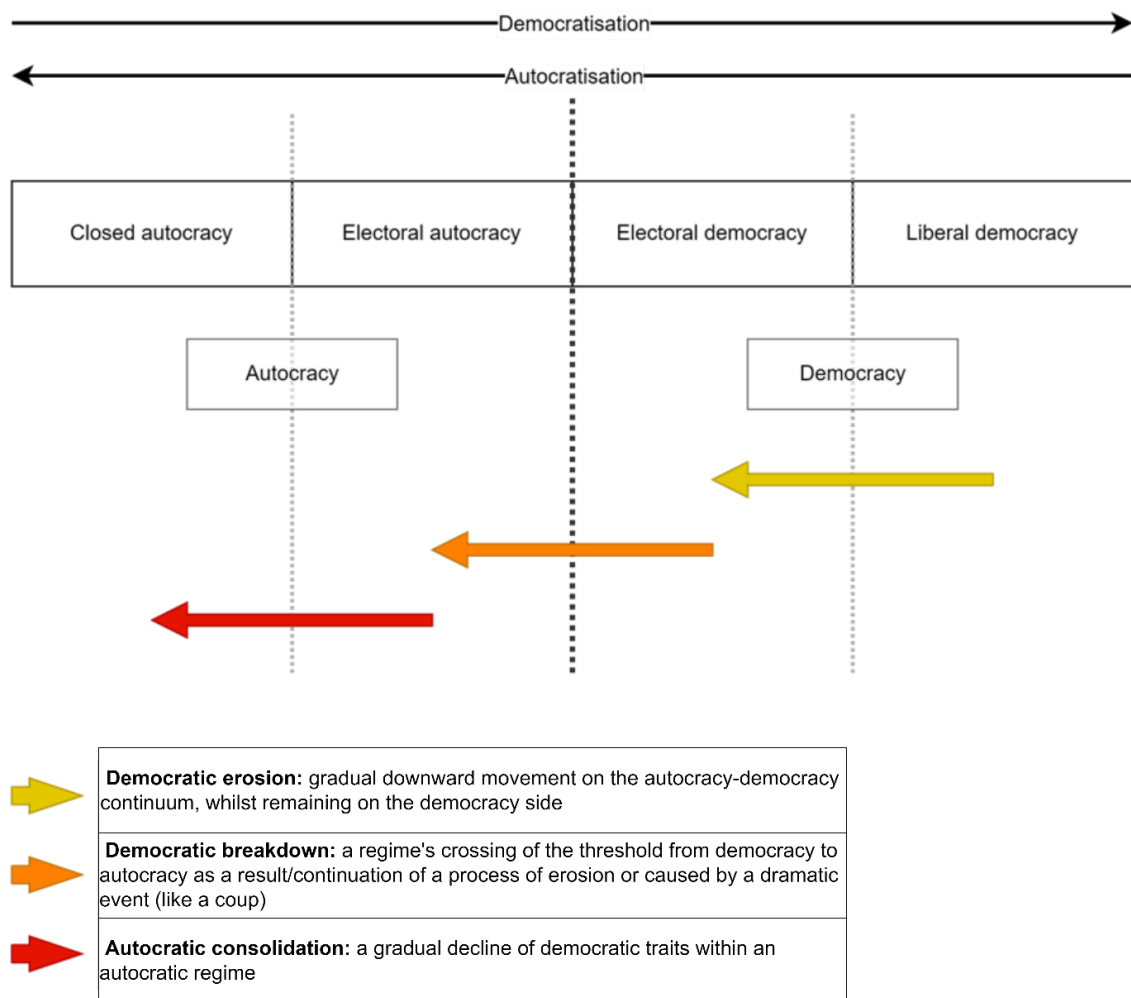 Democratisation
Autocratisation
Closed autocracy
Electoral autocracy
Electoral democracy
Liberal democracy
Autocracy
Democracy
Democratic erosion: gradual downward movement on the autocracy-democracy
continuum, whilst remaining on the democracy side
Democratic breakdown: a regime's crossing of the threshold from democracy to
autocracy as a result/continuation of a process of erosion or caused by a dramatic
event (like a coup)
Autocratic consolidation: a gradual decline of democratic traits within an
autocratic regime